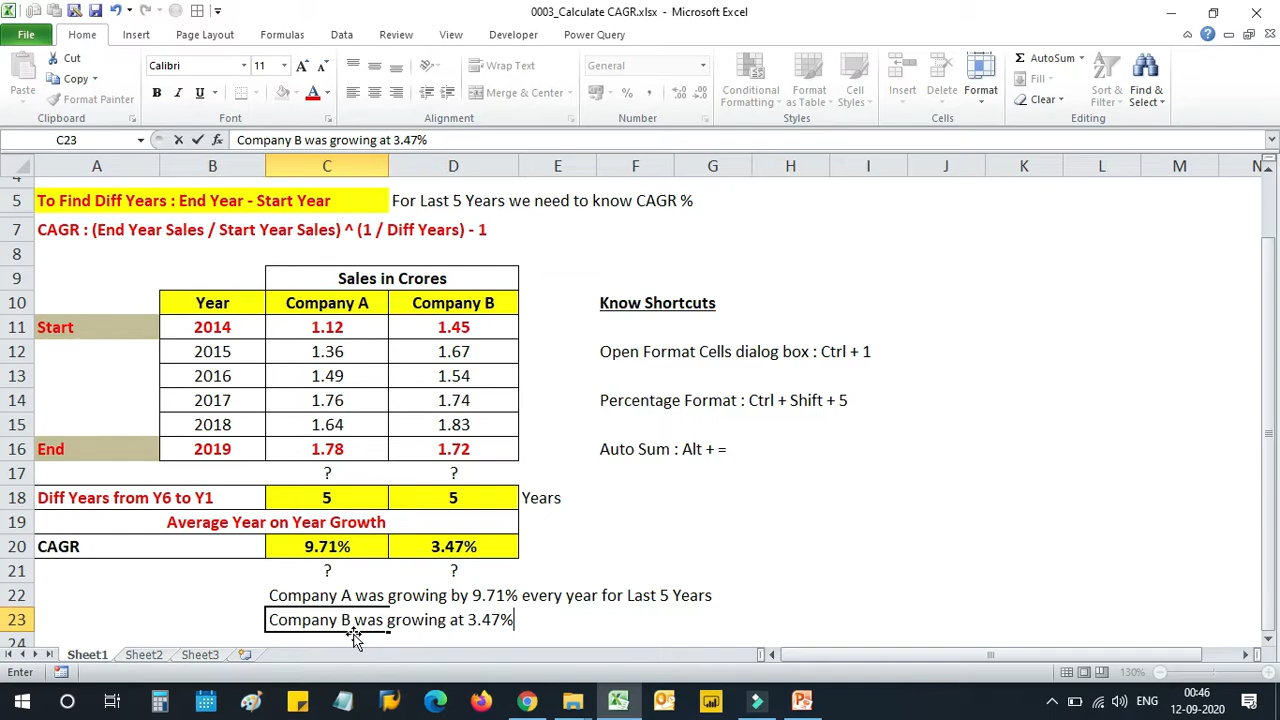 0003_Calculate CAGR.xlsx - Microsoft Excel
File Home Insert Page Layout Formulas Data Review View Developer Power Query
Cut
Copy
Format Painter
Paste
Clipboard
Calibri 11
Font
Wrap Text
Merge & Center
Alignment
General
Number
Conditional Formatting
Format as Table
Cell Styles
Styles
Insert Delete Format
Cells
AutoSum
Fill
Clear
Sort & Filter
Find & Select
Editing
C23 Company B was growing at 3.47%
A B C D E F G H I J K L M N
4
5 To Find Diff Years : End Year - Start Year For Last 5 Years we need to know CAGR %
7 CAGR : (End Year Sales / Start Year Sales) ^ (1 / Diff Years) - 1
8
9 Sales in Crores
10 Year Company A Company B Know Shortcuts
11 Start 2014 1.12 1.45
12 2015 1.36 1.67 Open Format Cells dialog box : Ctrl + 1
13 2016 1.49 1.54
14 2017 1.76 1.74 Percentage Format : Ctrl + Shift + 5
15 2018 1.64 1.83
16 End 2019 1.78 1.72 Auto Sum : Alt + =
17 ? ?
18 Diff Years from Y6 to Y1 5 5 Years
19 Average Year on Year Growth
20 CAGR 9.71% 3.47%
21 ? ?
22 Company A was growing by 9.71% every year for Last 5 Years
23 Company B was growing at 3.47%
24
Sheet1 Sheet2 Sheet3
Enter 130%
ENG 00:46
12-09-2020